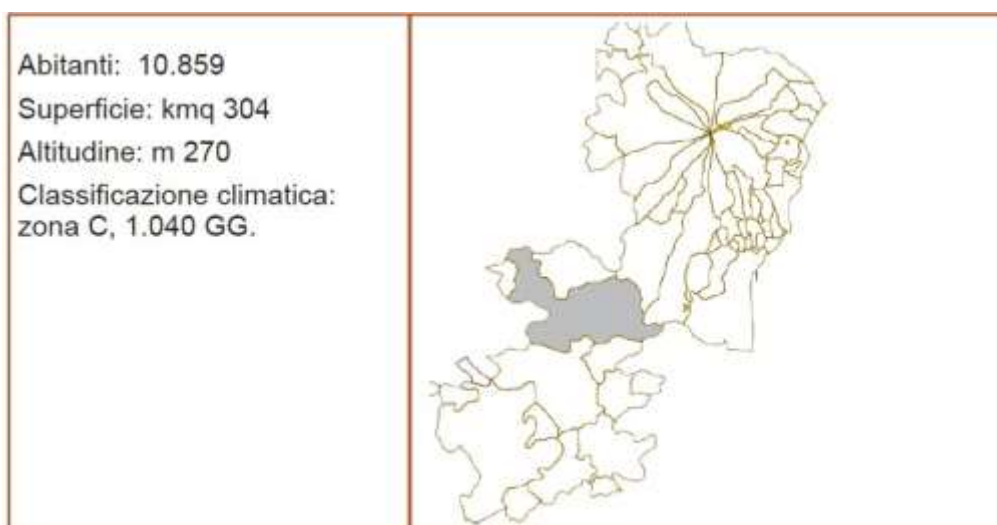 Abitanti: 10.859
Superficie: kmq 304
Altitudine: m 270
Classificazione climatica:
zona C, 1.040 GG.